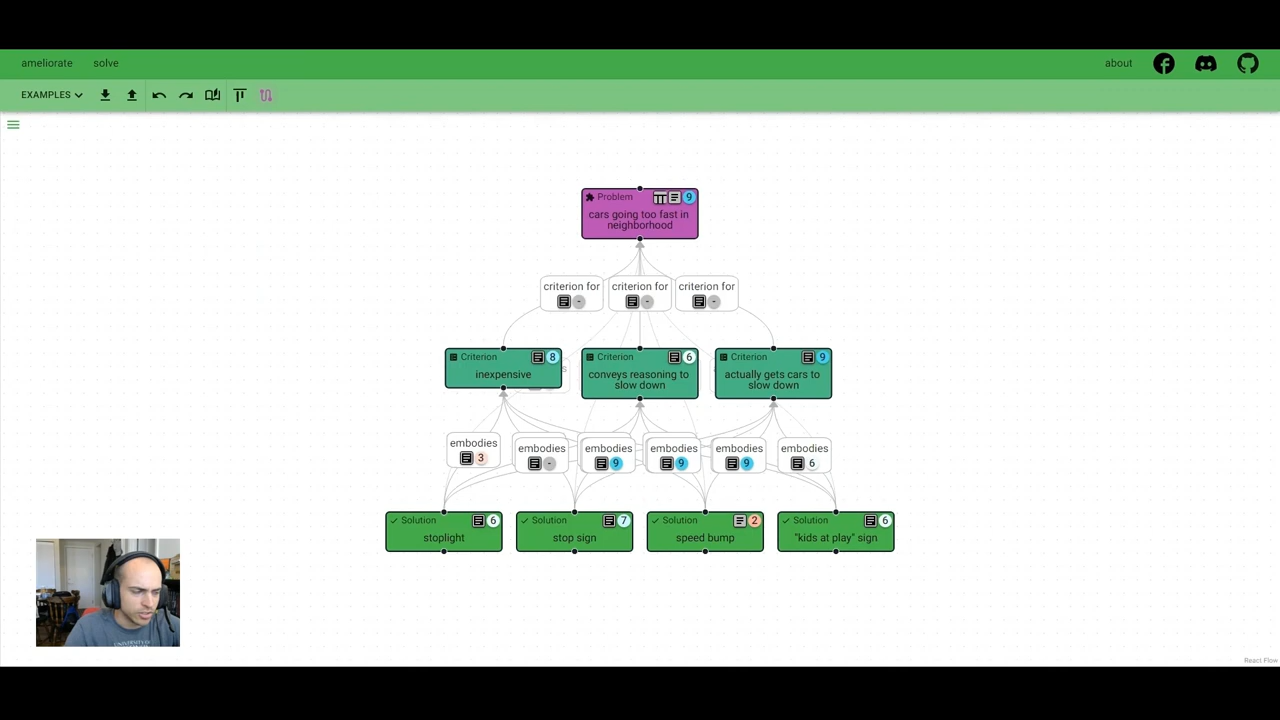 ameliorate solve about
EXAMPLES
Problem 9
cars going too fast in
neighborhood
criterion for criterion for criterion for
- - -
Criterion 8 Criterion 6 Criterion 9
inexpensive conveys reasoning to actually gets cars to
slow down slow down
embodies embodies embodies embodies embodies embodies
3 - 9 9 9 6
Solution 6 Solution 7 Solution 2 Solution 6
stoplight stop sign speed bump "kids at play" sign
React Flow